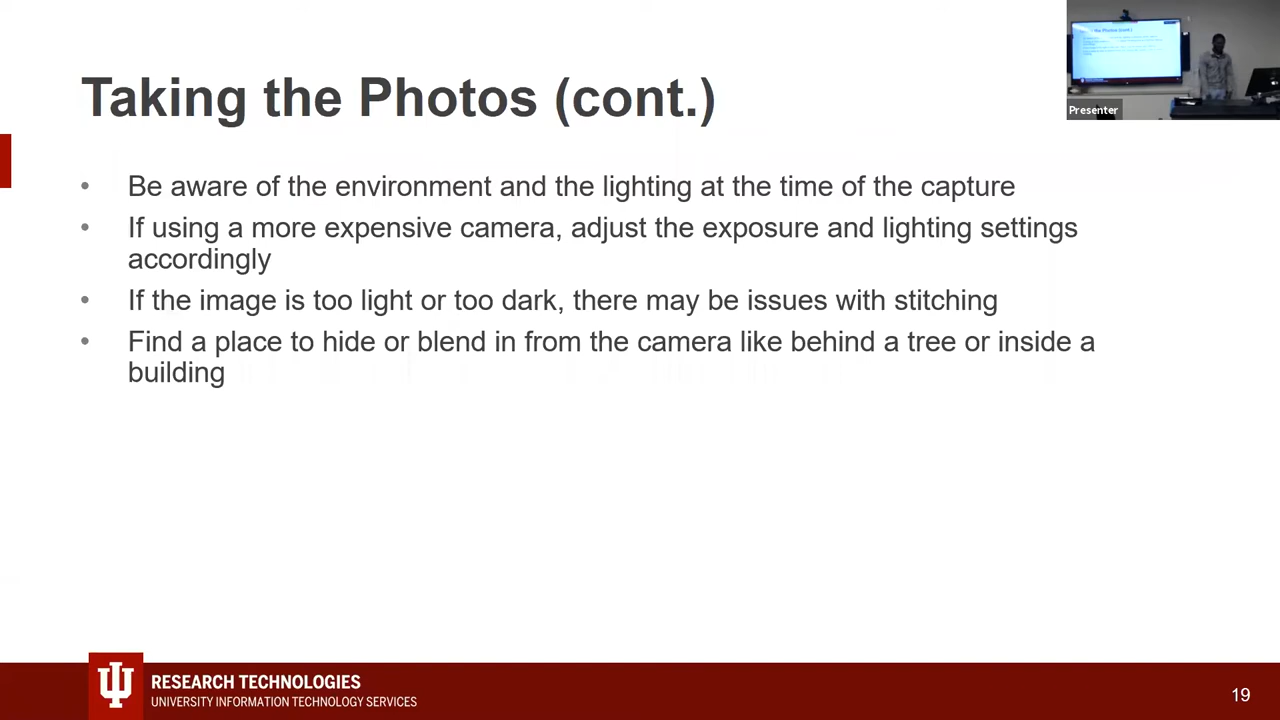 Taking the Photos (cont.)
Presenter
• Be aware of the environment and the lighting at the time of the capture
• If using a more expensive camera, adjust the exposure and lighting settings
accordingly
• If the image is too light or too dark, there may be issues with stitching
• Find a place to hide or blend in from the camera like behind a tree or inside a
building
RESEARCH TECHNOLOGIES
UNIVERSITY INFORMATION TECHNOLOGY SERVICES
19